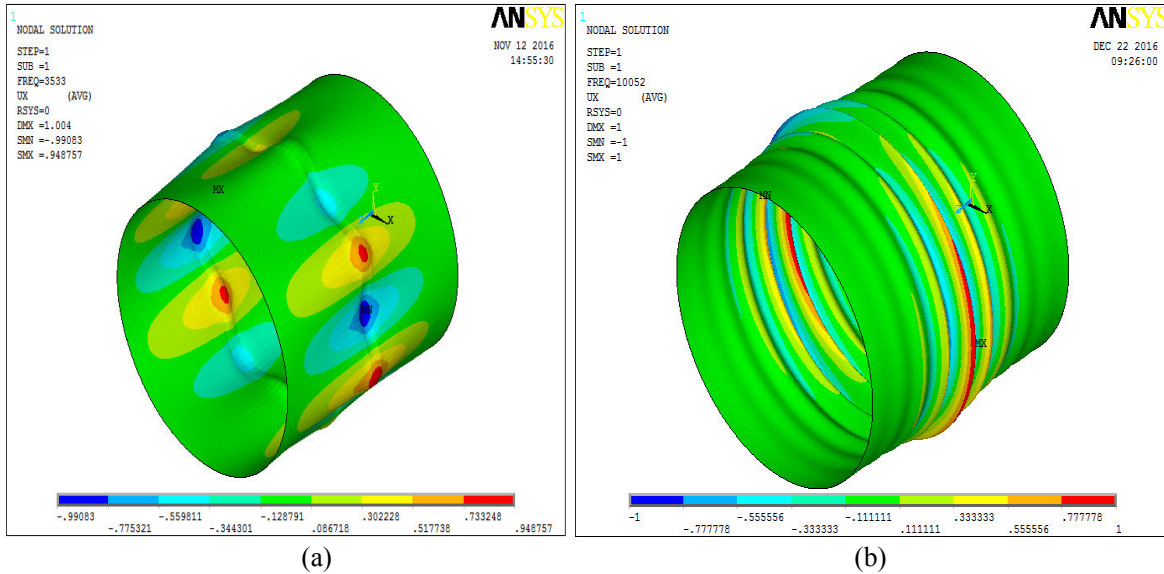 1
ANSYS
NODAL SOLUTION
NOV 12 2016
14:55:30
STEP=1
SUB =1
FREQ=3533
UX (AVG)
RSYS=0
DMX =1.004
SMN =-.99083
SMX =.948757
MX
Y
Z
X
MN
-.99083 -.559811 -.128791 .302228 .733248
-.775321 -.344301 .086718 .517738 .948757
(a)
1
ANSYS
NODAL SOLUTION
DEC 22 2016
09:26:00
STEP=1
SUB =1
FREQ=10052
UX (AVG)
RSYS=0
DMX =1
SMN =-1
SMX =1
MN
Y
Z
X
MX
-1 -.555556 -.111111 .333333 .777778
-.777778 -.333333 .111111 .555556 1
(b)